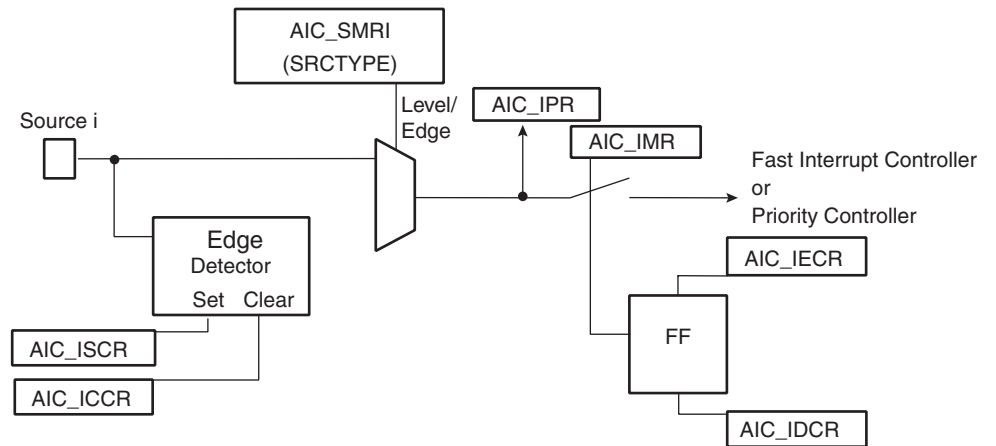 AIC_SMRI
(SRCTYPE)
Level/
Edge
AIC_IPR
Source i
AIC_IMR
Fast Interrupt Controller
or
Priority Controller
Edge
Detector
Set Clear
AIC_IECR
FF
AIC_ISCR
AIC_ICCR
AIC_IDCR